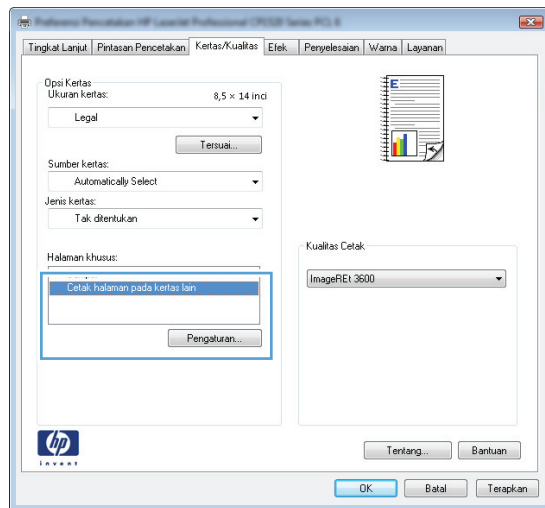 Tingkat Lanjut Pintasan Pencetakan Kertas/Kualitas Efek Penyelesaian Warna Layanan
Opsi Kertas
Ukuran kertas: 8,5 × 14 inci
Legal
Tersuai...
Sumber kertas:
Automatically Select
Jenis kertas:
Tak ditentukan
Halaman khusus:
Cetak halaman pada kertas lain
Pengaturan...
E
Kualitas Cetak
ImageREt 3600
hp
invent
Tentang... Bantuan
OK Batal Terapkan